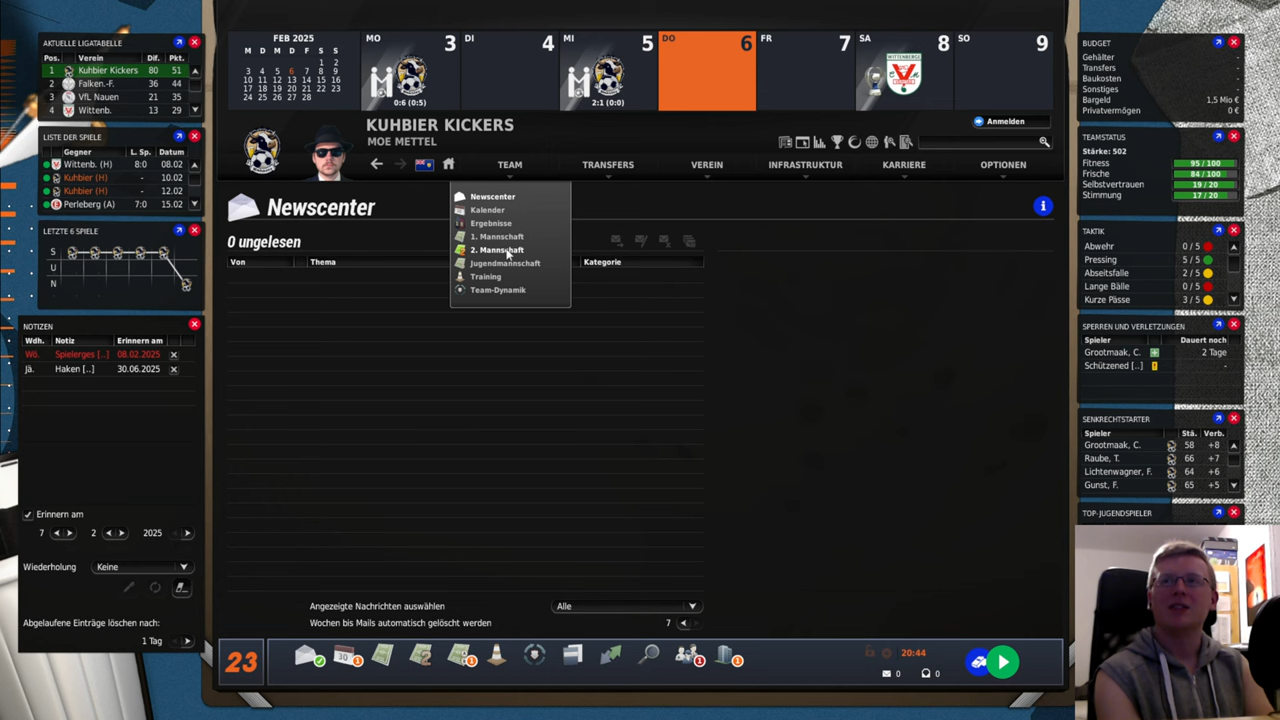 AKTUELLE LIGATABELLE
Pos. Verein Dif. Pkt.
1 Kuhbier Kickers 80 51
2 Falken.-F. 36 44
3 VfL Nauen 21 35
4 Wittenb. 13 29
LISTE DER SPIELE
Gegner L. Sp. Datum
Wittenb. (H) 8:0 08.02
Kuhbier (H) - 10.02
Kuhbier (H) - 12.02
Perleberg (A) 7:0 15.02
LETZTE 6 SPIELE
S
U
N
NOTIZEN
Wdh. Notiz Erinnern am
Wö. Spielerges [..] 08.02.2025
Jä. Haken [..] 30.06.2025
Erinnern am
7 2 2025
Wiederholung Keine
Abgelaufene Einträge löschen nach:
1 Tag
FEB 2025
M D M D F S S
1 2
3 4 5 6 7 8 9
10 11 12 13 14 15 16
17 18 19 20 21 22 23
24 25 26 27 28
MO 3
0:6 (0:5)
DI 4
MI 5
2:1 (0:0)
DO 6
FR 7
SA 8
WITTENBERGE
SO 9
KUHBIER KICKERS
MOE METTEL
Anmelden
TEAM TRANSFERS VEREIN INFRASTRUKTUR KARRIERE OPTIONEN
Newscenter
Kalender
Ergebnisse
1. Mannschaft
2. Mannschaft
Jugendmannschaft
Training
Team-Dynamik
Newscenter
0 ungelesen
Von Thema Kategorie
Angezeigte Nachrichten auswählen Alle
Wochen bis Mails automatisch gelöscht werden 7
23
30 1
2
1
1
1
20:44
0 0
BUDGET
Gehälter -
Transfers -
Baukosten -
Sonstiges -
Bargeld 1,5 Mio €
Privatvermögen 0 €
TEAMSTATUS
Stärke: 502
Fitness 95 / 100
Frische 84 / 100
Selbstvertrauen 19 / 20
Stimmung 17 / 20
TAKTIK
Abwehr 0 / 5
Pressing 5 / 5
Abseitsfalle 2 / 5
Lange Bälle 0 / 5
Kurze Pässe 3 / 5
SPERREN UND VERLETZUNGEN
Spieler Dauert noch
Grootmaak, C. 2 Tage
Schützened [..] -
SENKRECHTSTARTER
Spieler Stä. Verb.
Grootmaak, C. 58 +8
Raube, T. 66 +7
Lichtenwagner, F. 64 +6
Gunst, F. 65 +5
TOP-JUGENDSPIELER